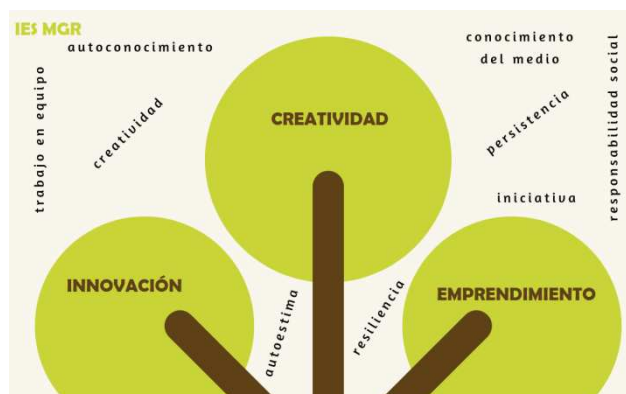 IES MGR
autoconocimiento
conocimiento
del medio
trabajo en equipo
creatividad
CREATIVIDAD
persistencia
responsabilidad social
iniciativa
INNOVACIÓN
autoestima
resiliencia
EMPRENDIMIENTO